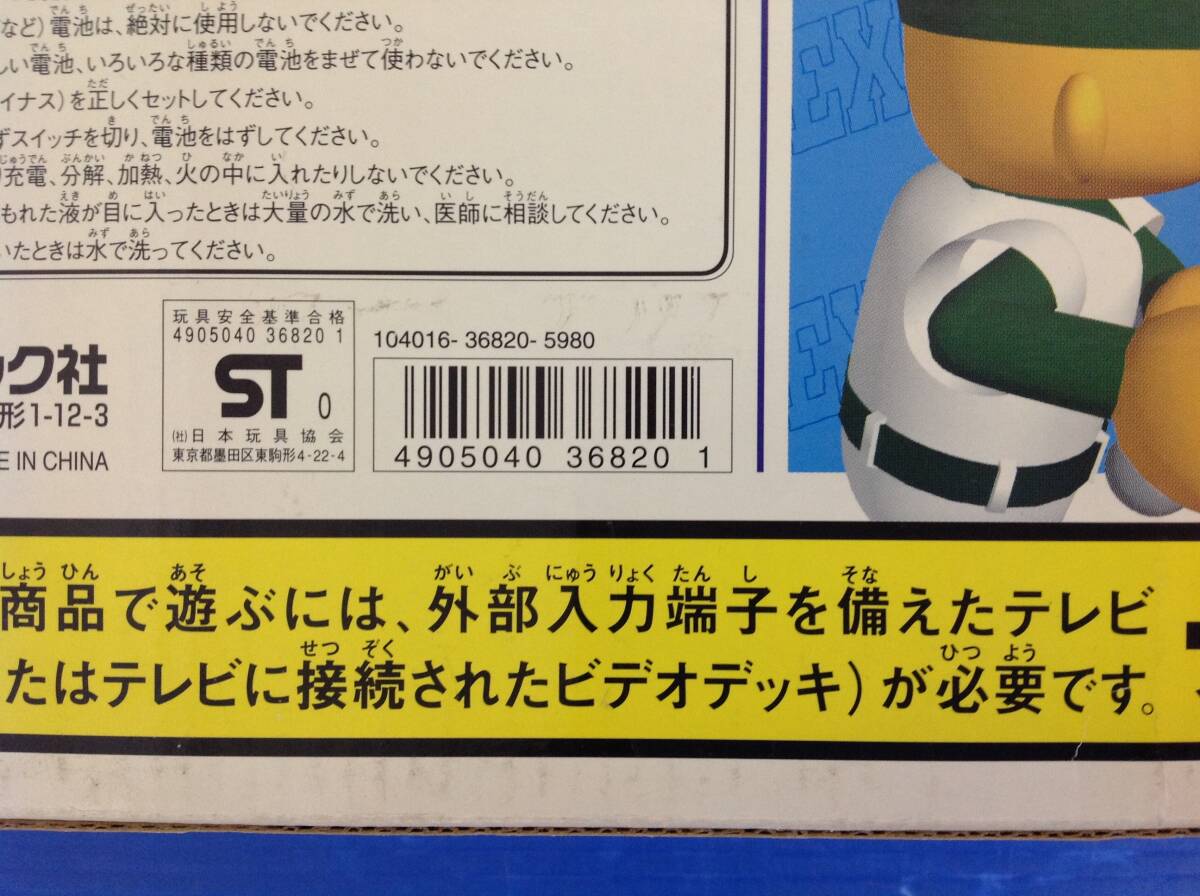 など)電池は、絶対に使用しないでください。
しい電池、いろいろな種類の電池をまぜて使わないでください。
イナス)を正しくセットしてください。
ずスイッチを切り、電池をはずしてください。
充電、分解、加熱、火の中に入れたりしないでください。
もれた液が目に入ったときは大量の水で洗い、医師に相談してください。
いたときは水で洗ってください。
ック社
形1-12-3
E IN CHINA
玩具安全基準合格
4905040 36820 1
ST 0
(社)日本玩具協会
東京都墨田区東駒形4-22-4
104016-36820-5980
4905040 36820 1
EX
EX
商品で遊ぶには、外部入力端子を備えたテレビ
たはテレビに接続されたビデオデッキ)が必要です。